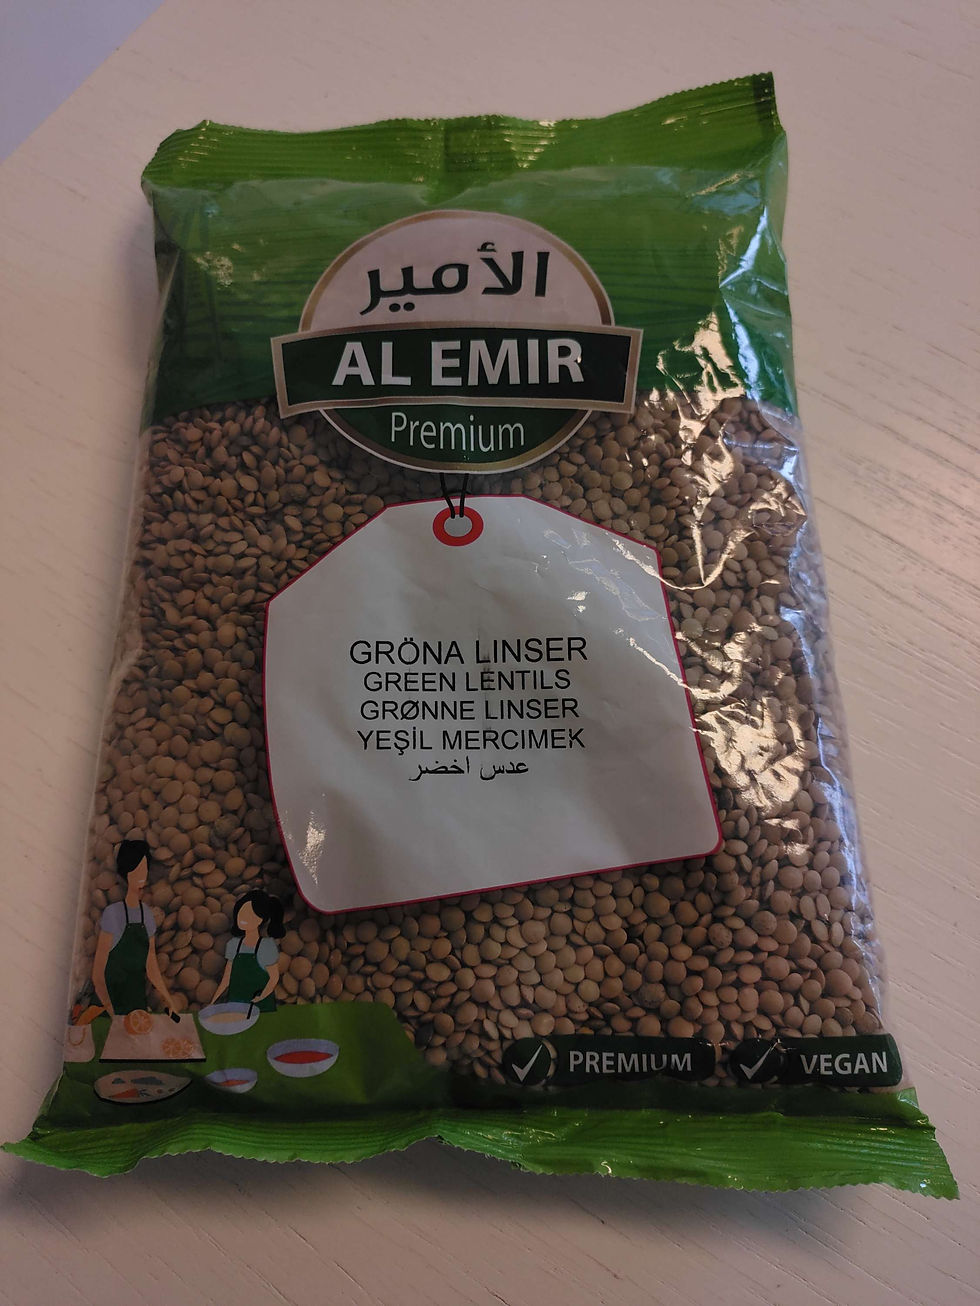 الأمير
AL EMIR
Premium
GRÖNA LINSER
GREEN LENTILS
GRØNNE LINSER
YEŞİL MERCIMEK
عدس اخضر
PREMIUM
VEGAN